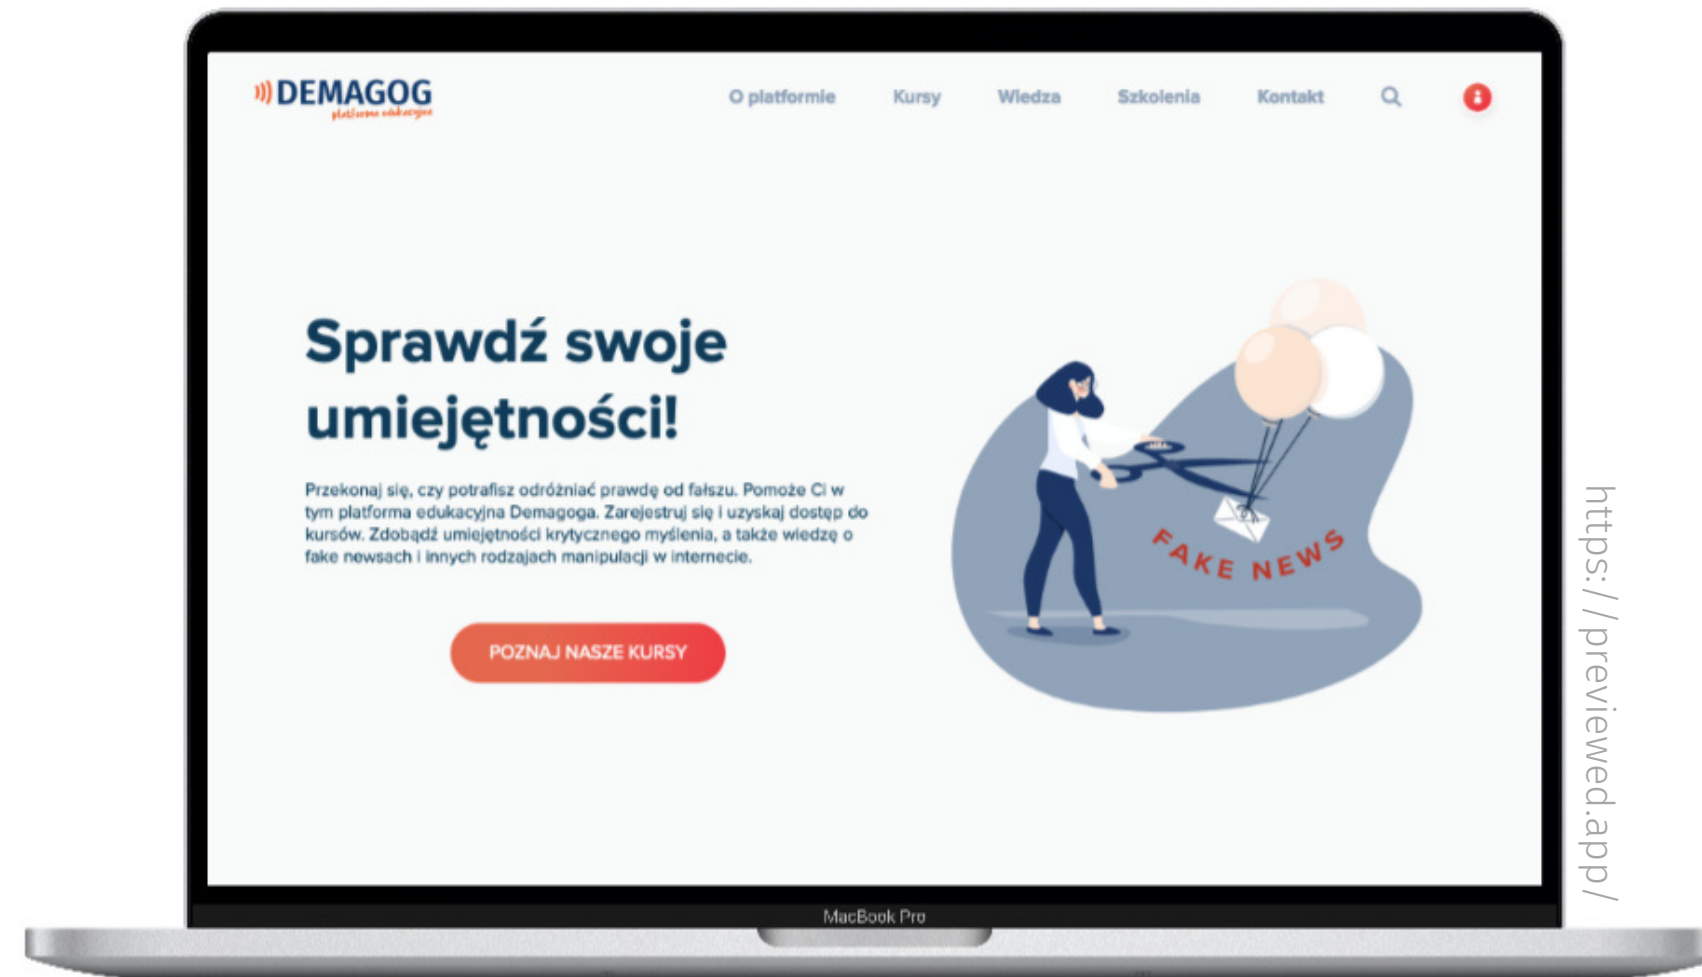 DEMAGOG
platforma edukacyjna
O platformie Kursy Wiedza Szkolenia Kontakt
Sprawdź swoje
umiejętności!
Przekonaj się, czy potrafisz odróżniać prawdę od fałszu. Pomoże Ci w
tym platforma edukacyjna Demagoga. Zarejestruj się i uzyskaj dostęp do
kursów. Zdobądź umiejętności krytycznego myślenia, a także wiedzę o
fake newsach i innych rodzajach manipulacji w internecie.
POZNAJ NASZE KURSY
FAKE NEWS
MacBook Pro
https://previewed.app/